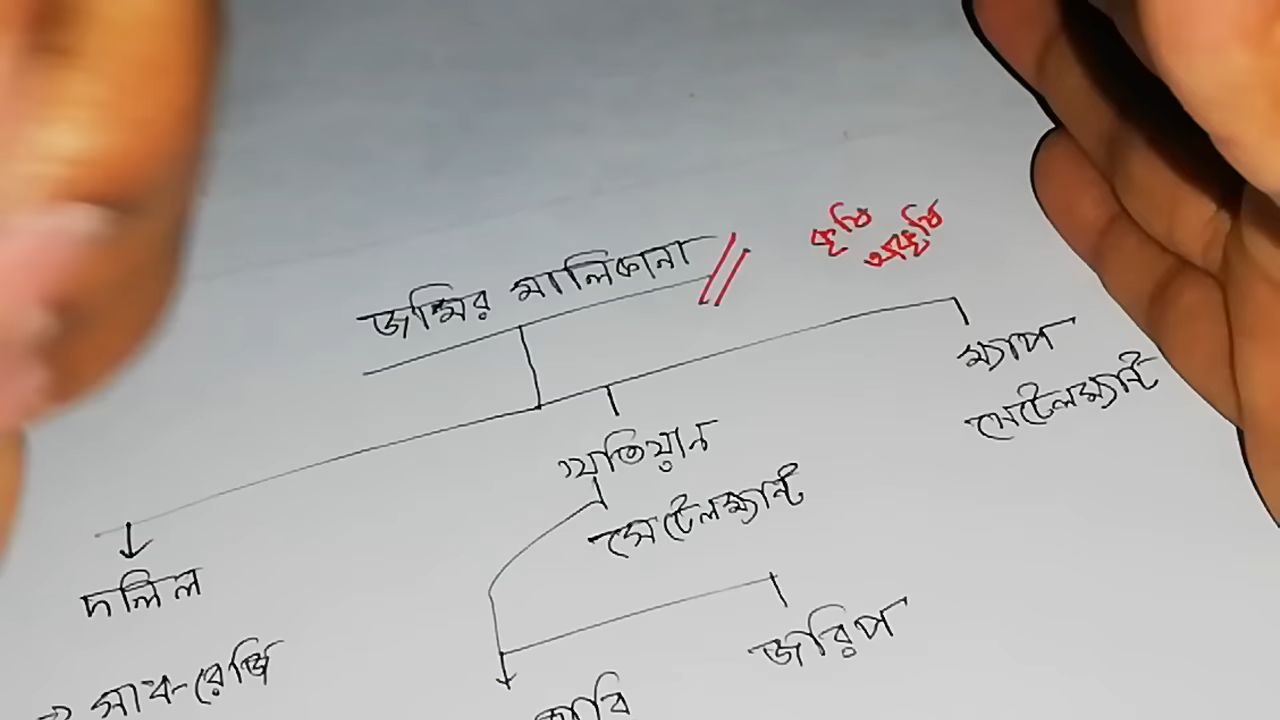 কৃষি
অকৃষি
জমির মালিকানা
ম্যাপ
সেটেলম্যান্ট
খতিয়ান
সেটেলম্যান্ট
দলিল
জরিপ
সাব-রেজি